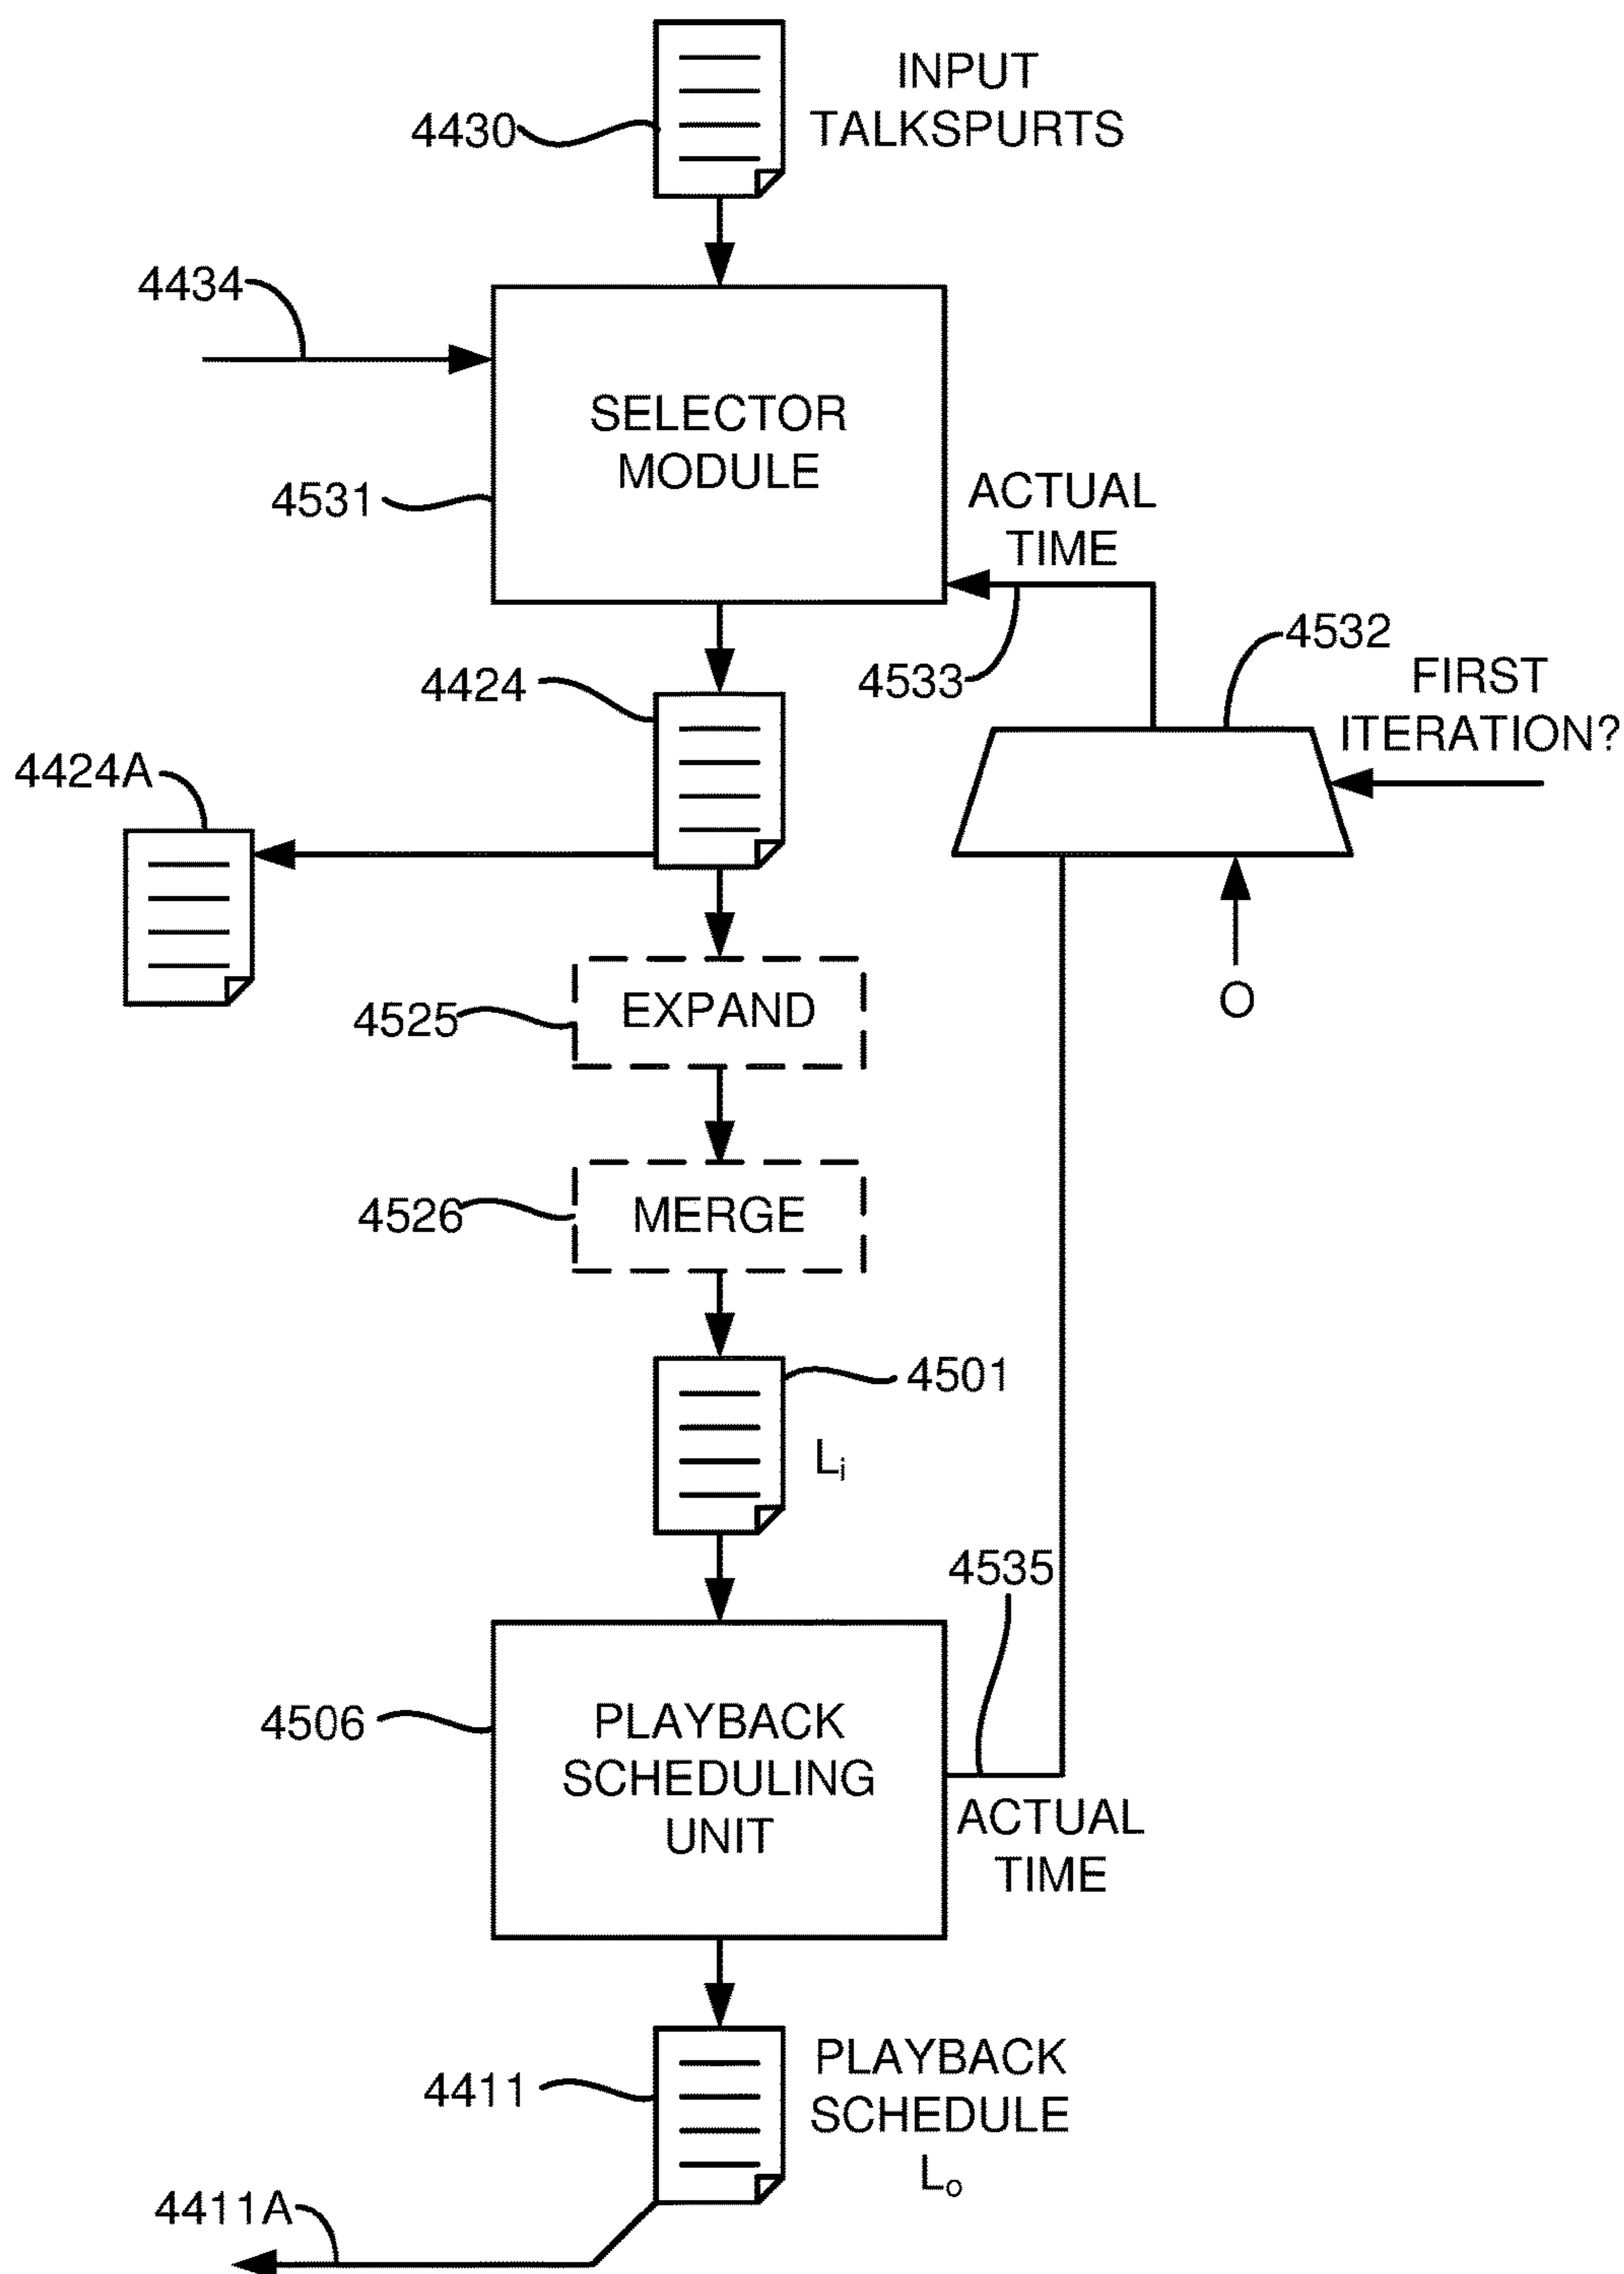 INPUT
TALKSPURTS
4430
4434
SELECTOR
MODULE
4531
ACTUAL
TIME
4532
4533
FIRST
ITERATION?
4424
4424A
O
EXPAND
4525
MERGE
4526
4501
Li
4535
4506
PLAYBACK
SCHEDULING
UNIT
ACTUAL
TIME
4411
PLAYBACK
SCHEDULE
Lo
4411A